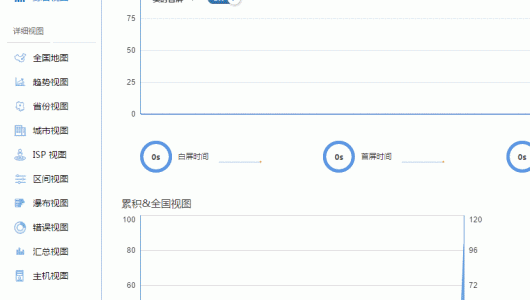 详细视图
全国地图
趋势视图
省份视图
城市视图
ISP 视图
区间视图
瀑布视图
错误视图
汇总视图
主机视图
75
50
25
0
0s 白屏时间
0s 首屏时间
0s
累积&全国视图
100
80
60
120
96
72